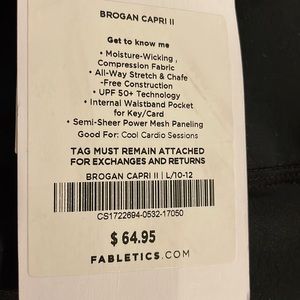 BROGAN CAPRI II
Get to know me
• Moisture-Wicking ,
Compression Fabric
• All-Way Stretch & Chafe
-Free Construction
• UPF 50+ Technology
• Internal Waistband Pocket
for Key/Card
• Semi-Sheer Power Mesh Paneling
Good For: Cool Cardio Sessions
TAG MUST REMAIN ATTACHED
FOR EXCHANGES AND RETURNS
BROGAN CAPRI II | L/10-12
CS1722694-0532-17050
$ 64.95
FABLETICS.COM